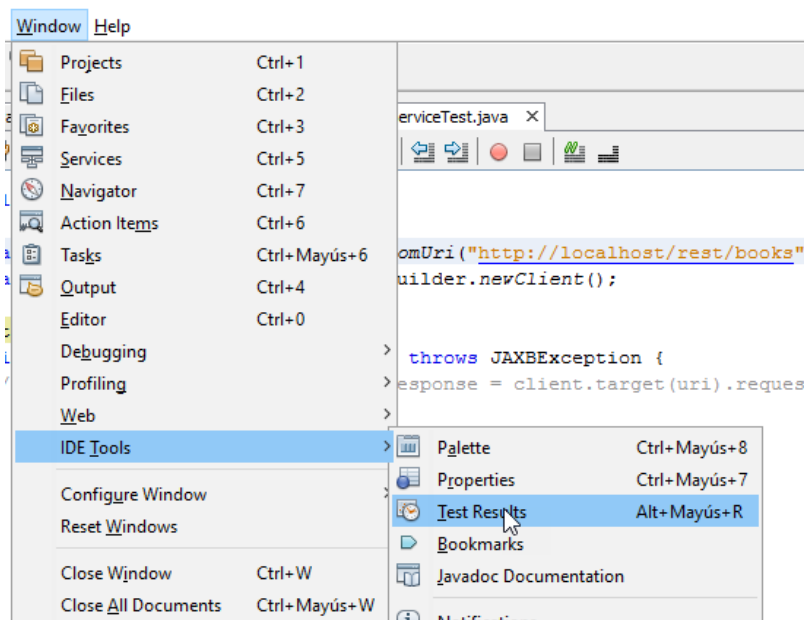 Window Help
Projects Ctrl+1
Files Ctrl+2
Favorites Ctrl+3
Services Ctrl+5
Navigator Ctrl+7
Action Items Ctrl+6
Tasks Ctrl+Mayús+6
Output Ctrl+4
Editor Ctrl+0
Debugging
Profiling
Web
IDE Tools
Configure Window
Reset Windows
Close Window Ctrl+W
Close All Documents Ctrl+Mayús+W
erviceTest.java
omUri("http://localhost/rest/books"
uilder.newClient();
throws JAXBException {
esponse = client.target(uri).reques
Palette Ctrl+Mayús+8
Properties Ctrl+Mayús+7
Test Results Alt+Mayús+R
Bookmarks
Javadoc Documentation